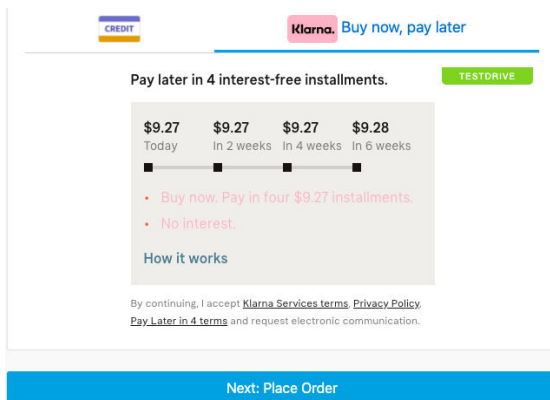 CREDIT
Klarna. Buy now, pay later
Pay later in 4 interest-free installments.
TESTDRIVE
$9.27 $9.27 $9.27 $9.28
Today In 2 weeks In 4 weeks In 6 weeks
• Buy now. Pay in four $9.27 installments.
• No interest.
How it works
By continuing, I accept Klarna Services terms, Privacy Policy,
Pay Later in 4 terms and request electronic communication.
Next: Place Order